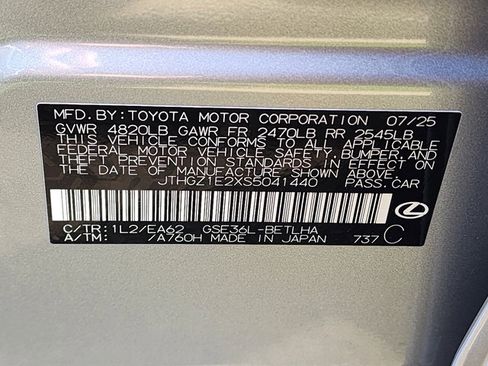 MFD. BY: TOYOTA MOTOR CORPORATION 07/25
GVWR 4820LB GAWR FR 2470LB RR 2545LB
THIS VEHICLE CONFORMS TO ALL APPLICABLE
FEDERAL MOTOR VEHICLE SAFETY, BUMPER, AND
THEFT PREVENTION STANDARDS IN EFFECT ON
THE DATE OF MANUFACTURE SHOWN ABOVE.
JTHGZ1E2XS5041440 PASS. CAR
C/TR: 1L2/EA62 GSE36L-BETLHA
A/TM: /A760H MADE IN JAPAN 737 C